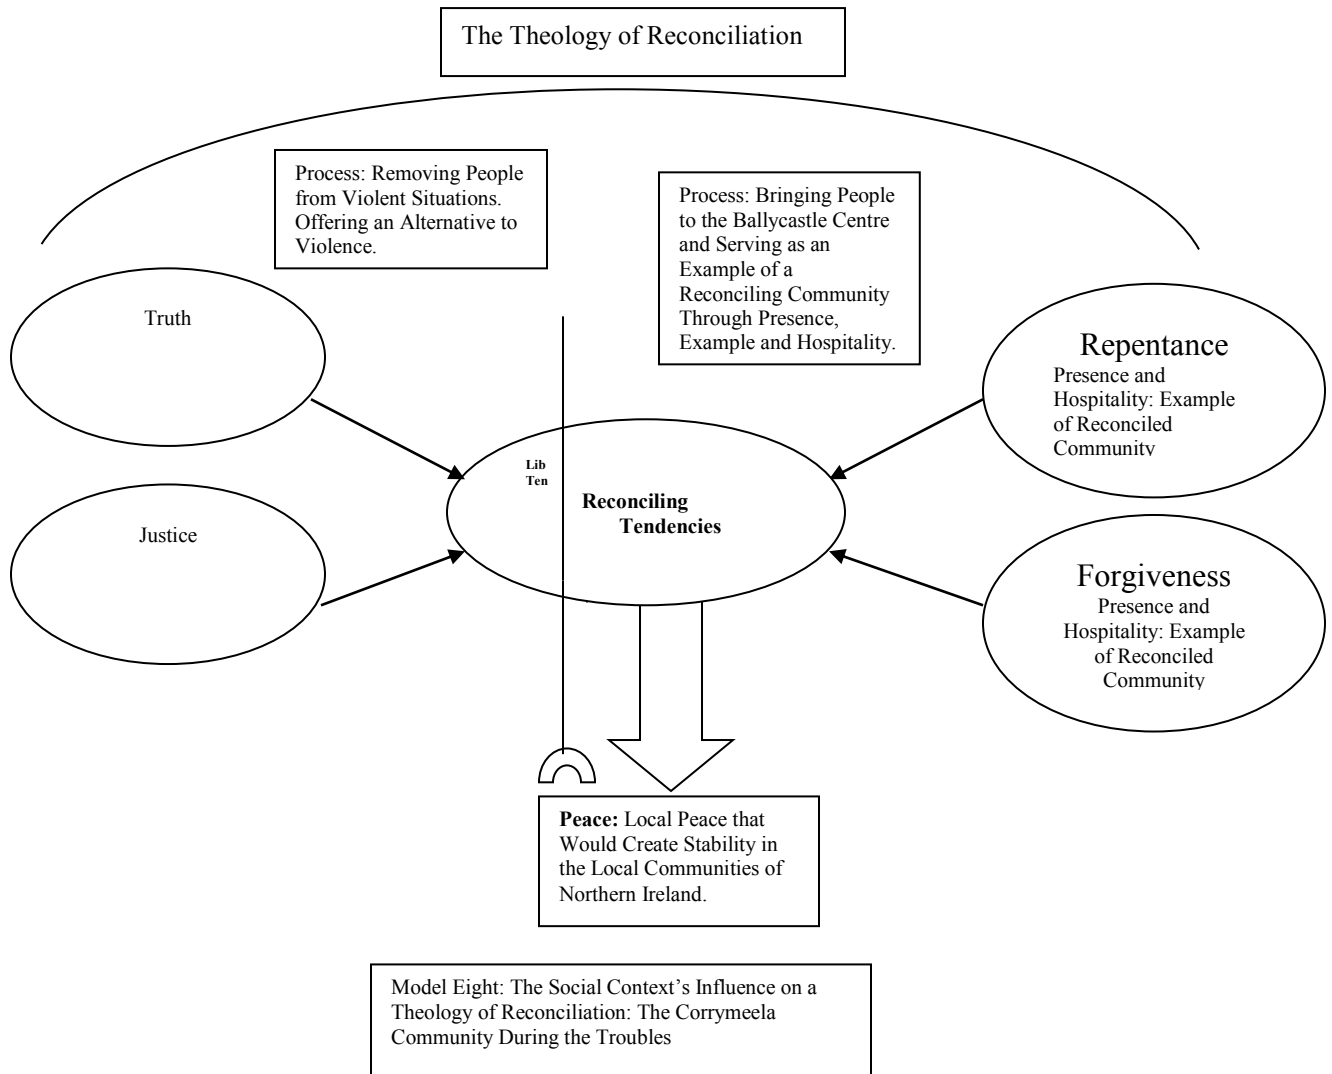 The Theology of Reconciliation
Process: Removing People
from Violent Situations.
Offering an Alternative to
Violence.
Process: Bringing People
to the Ballycastle Centre
and Serving as an
Example of a
Reconciling Community
Through Presence,
Example and Hospitality.
Truth
Repentance
Presence and
Hospitality: Example
of Reconciled
Community
Lib
Ten
Reconciling
Tendencies
Justice
Forgiveness
Presence and
Hospitality: Example
of Reconciled
Community
Peace: Local Peace that
Would Create Stability in
the Local Communities of
Northern Ireland.
Model Eight: The Social Context’s Influence on a
Theology of Reconciliation: The Corrymeela
Community During the Troubles